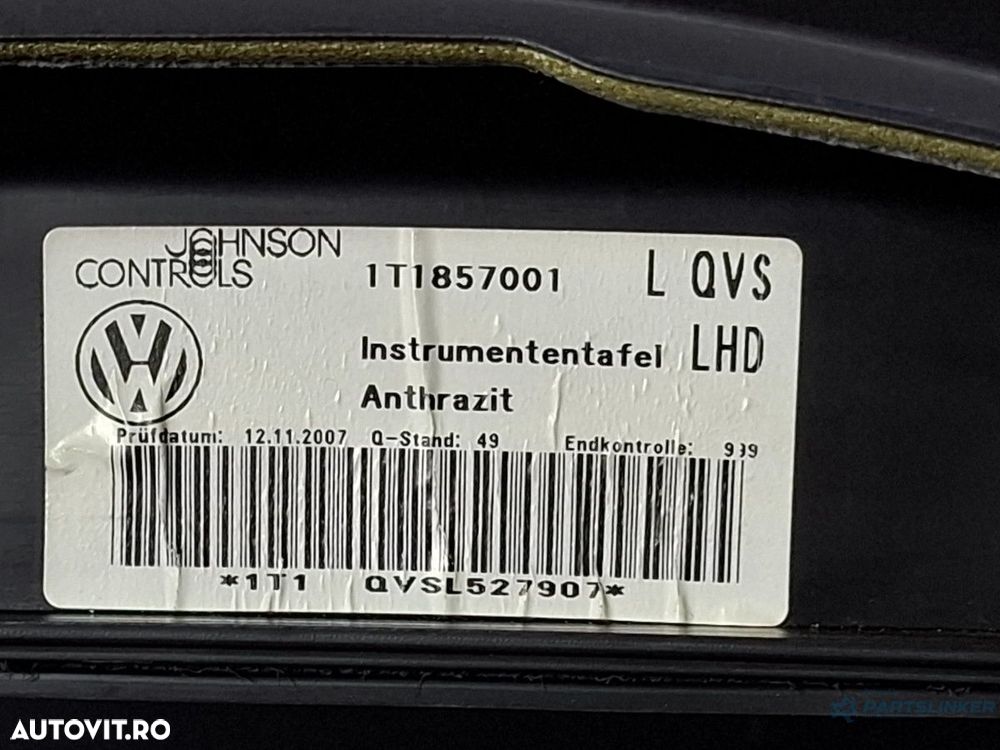 JOHNSON
CONTROLS
1T1857001
L QVS
Instrumententafel
LHD
Anthrazit
Prüfdatum: 12.11.2007 Q-Stand: 49 Endkontrolle:
*1T1 QVSL527907*
AUTOVIT.RO
PARTSLINKER